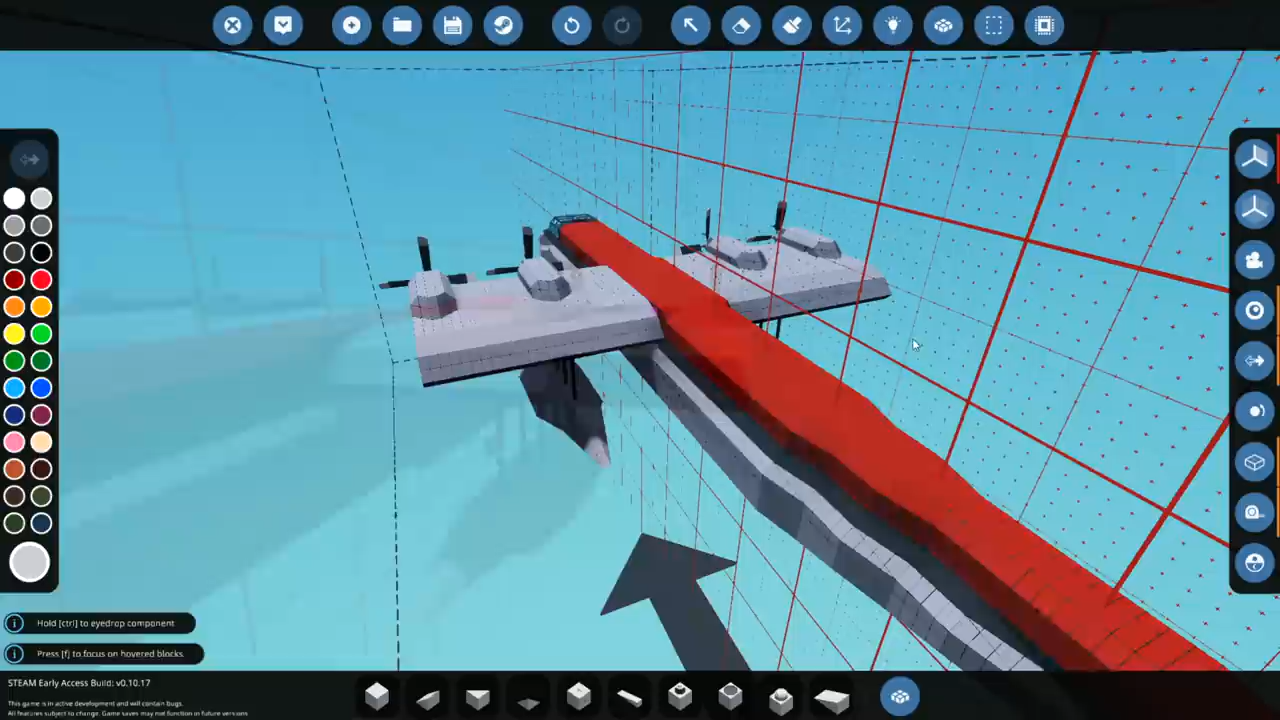 Hold [ctrl] to eyedrop component
Press [f] to focus on hovered blocks.
STEAM Early Access Build: v0.10.17
This game is in active development and will contain bugs.
All features subject to change. Game saves may not function in future versions